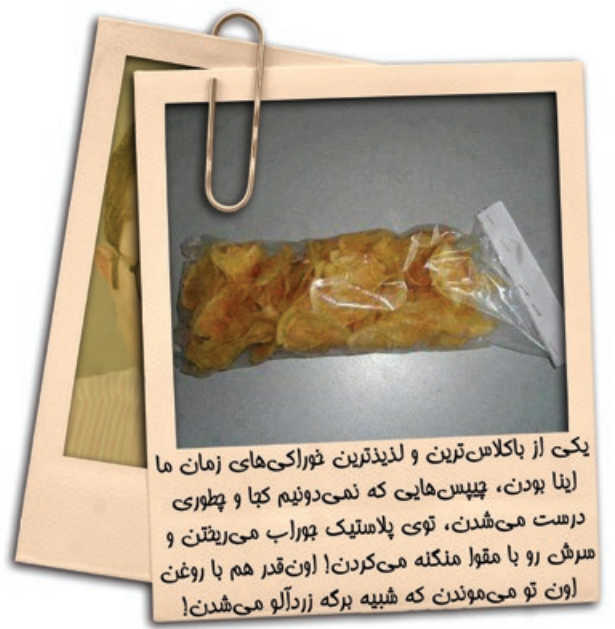 یکی از باکلاس‌ترین و لذیذترین خوراکی‌های زمان ما
اینا بودن، چیپس‌هایی که نمی‌دونیم کجا و چطوری
درست می‌شدن، توی پلاستیک جوراب می‌ریختن و
سرش رو با مقوا منگنه می‌کردن! اون‌قدر هم با روغن
اون تو می‌موندن که شبیه برگه زردآلو می‌شدن!